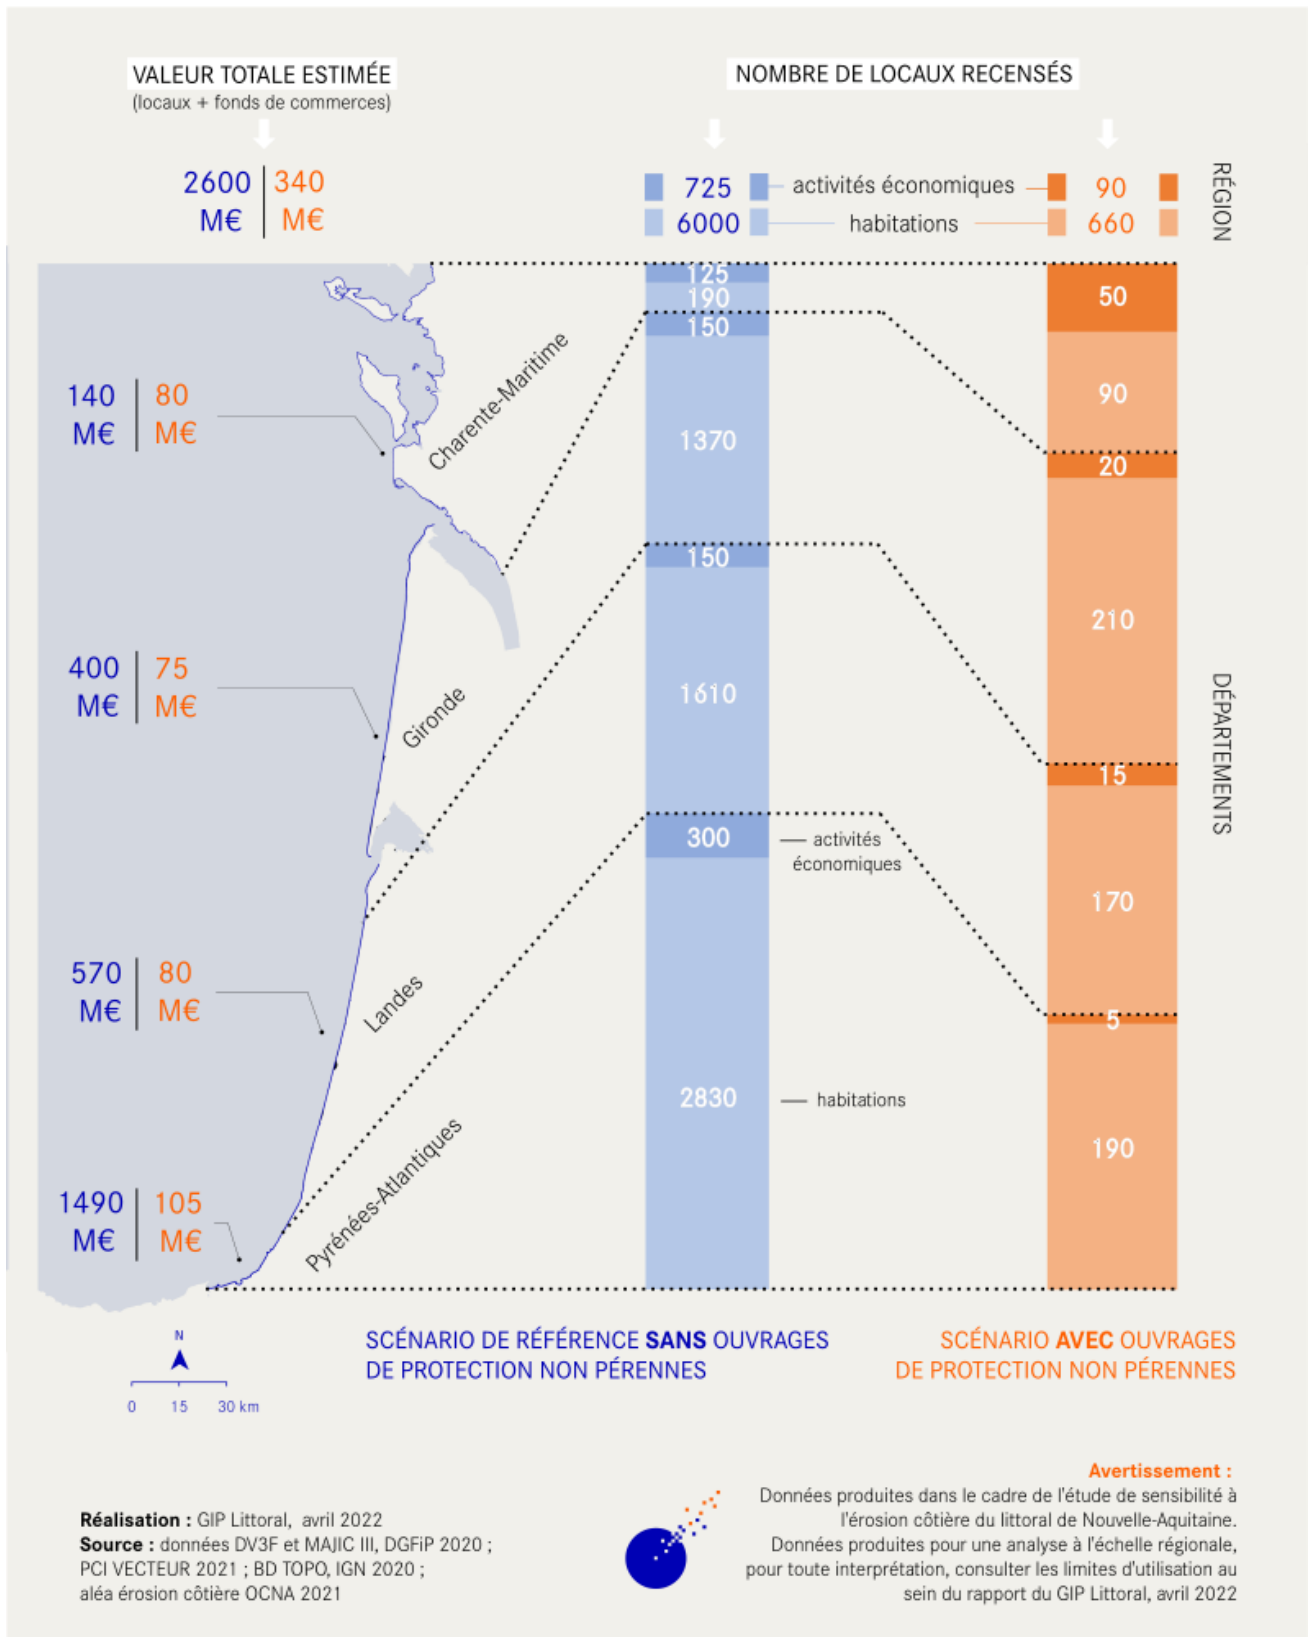 VALEUR TOTALE ESTIMÉE
(locaux + fonds de commerces)
2600 M€ | 340 M€
NOMBRE DE LOCAUX RECENSÉS
725 activités économiques 90
6000 habitations 660
RÉGION
140 M€ | 80 M€
Charente-Maritime
400 M€ | 75 M€
Gironde
570 M€ | 80 M€
Landes
1490 M€ | 105 M€
Pyrénées-Atlantiques
125
190
150
1370
150
1610
300
activités
économiques
2830
habitations
50
90
20
210
15
170
5
190
DÉPARTEMENTS
N
0 15 30 km
SCÉNARIO DE RÉFÉRENCE SANS OUVRAGES
DE PROTECTION NON PÉRENNES
SCÉNARIO AVEC OUVRAGES
DE PROTECTION NON PÉRENNES
Réalisation : GIP Littoral, avril 2022
Source : données DV3F et MAJIC III, DGFiP 2020 ;
PCI VECTEUR 2021 ; BD TOPO, IGN 2020 ;
aléa érosion côtière OCNA 2021
Avertissement :
Données produites dans le cadre de l'étude de sensibilité à
l'érosion côtière du littoral de Nouvelle-Aquitaine.
Données produites pour une analyse à l'échelle régionale,
pour toute interprétation, consulter les limites d'utilisation au
sein du rapport du GIP Littoral, avril 2022